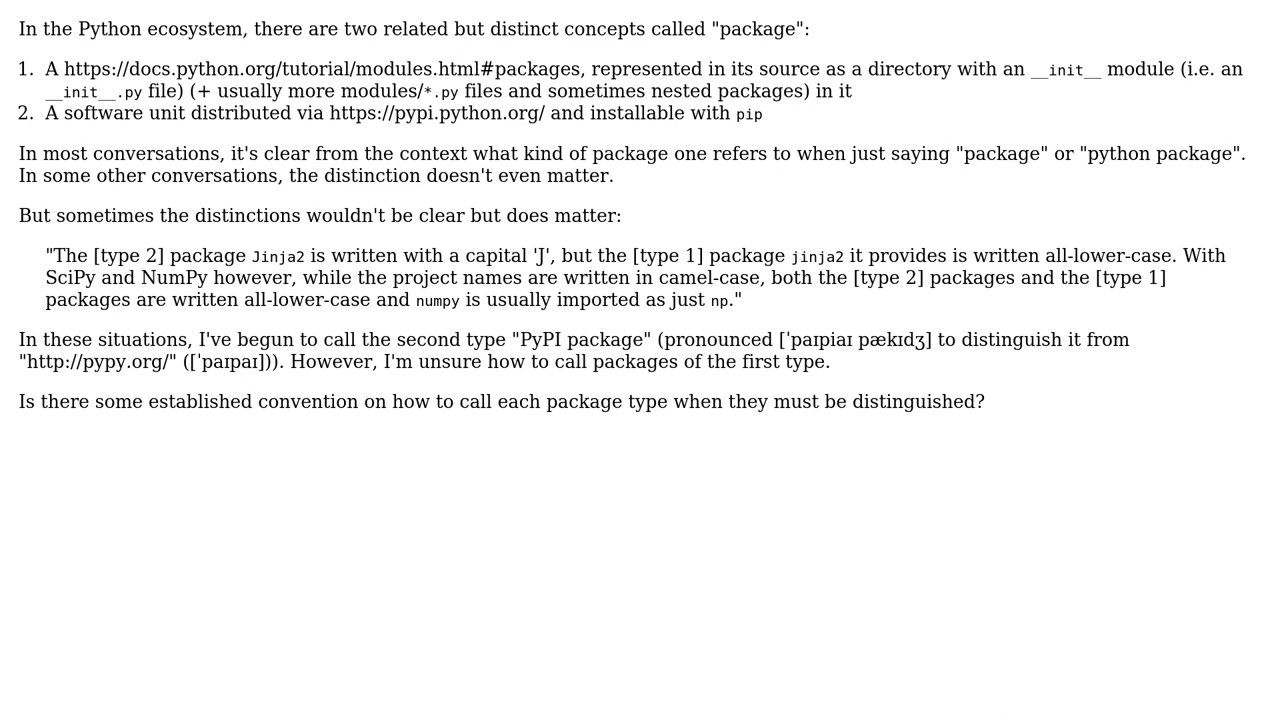 In the Python ecosystem, there are two related but distinct concepts called "package":
1. A https://docs.python.org/tutorial/modules.html#packages, represented in its source as a directory with an __init__ module (i.e. an
__init__.py file) (+ usually more modules/*.py files and sometimes nested packages) in it
2. A software unit distributed via https://pypi.python.org/ and installable with pip
In most conversations, it's clear from the context what kind of package one refers to when just saying "package" or "python package".
In some other conversations, the distinction doesn't even matter.
But sometimes the distinctions wouldn't be clear but does matter:
"The [type 2] package Jinja2 is written with a capital 'J', but the [type 1] package jinja2 it provides is written all-lower-case. With
SciPy and NumPy however, while the project names are written in camel-case, both the [type 2] packages and the [type 1]
packages are written all-lower-case and numpy is usually imported as just np."
In these situations, I've begun to call the second type "PyPI package" (pronounced [ˈpaɪpiaɪ pækɪdʒ] to distinguish it from
"http://pypy.org/" ([ˈpaɪpaɪ])). However, I'm unsure how to call packages of the first type.
Is there some established convention on how to call each package type when they must be distinguished?